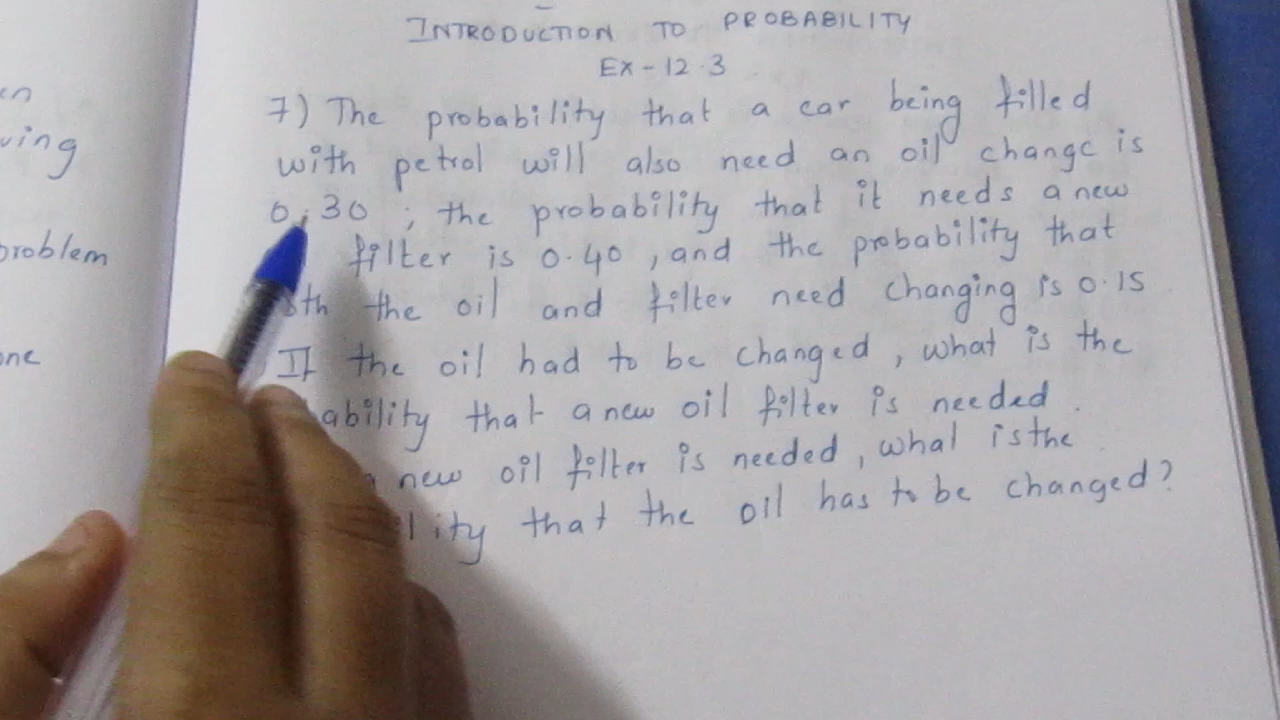 INTRODUCTION TO PROBABILITY
EX-12.3
7) The probability that a car being filled
with petrol will also need an oil change is
0.30 ; the probability that it needs a new
filter is 0.40 , and the probability that
oth the oil and filter need changing is 0.15
If the oil had to be changed , what is the
ability that a new oil filter is needed .
new oil filter is needed , what is the
lity that the oil has to be changed?
ving
problem
one